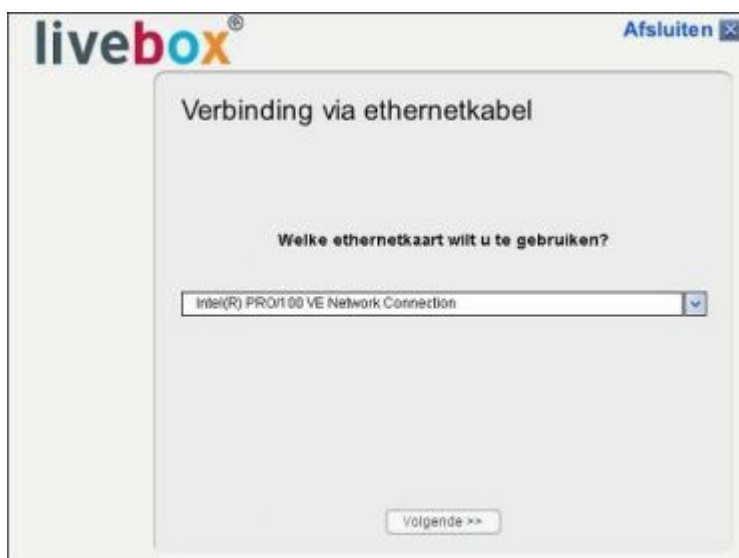 livebox®
Afsluiten
Verbinding via ethernetkabel
Welke ethernetkaart wilt u te gebruiken?
Intel(R) PRO/100 VE Network Connection
Volgende >>